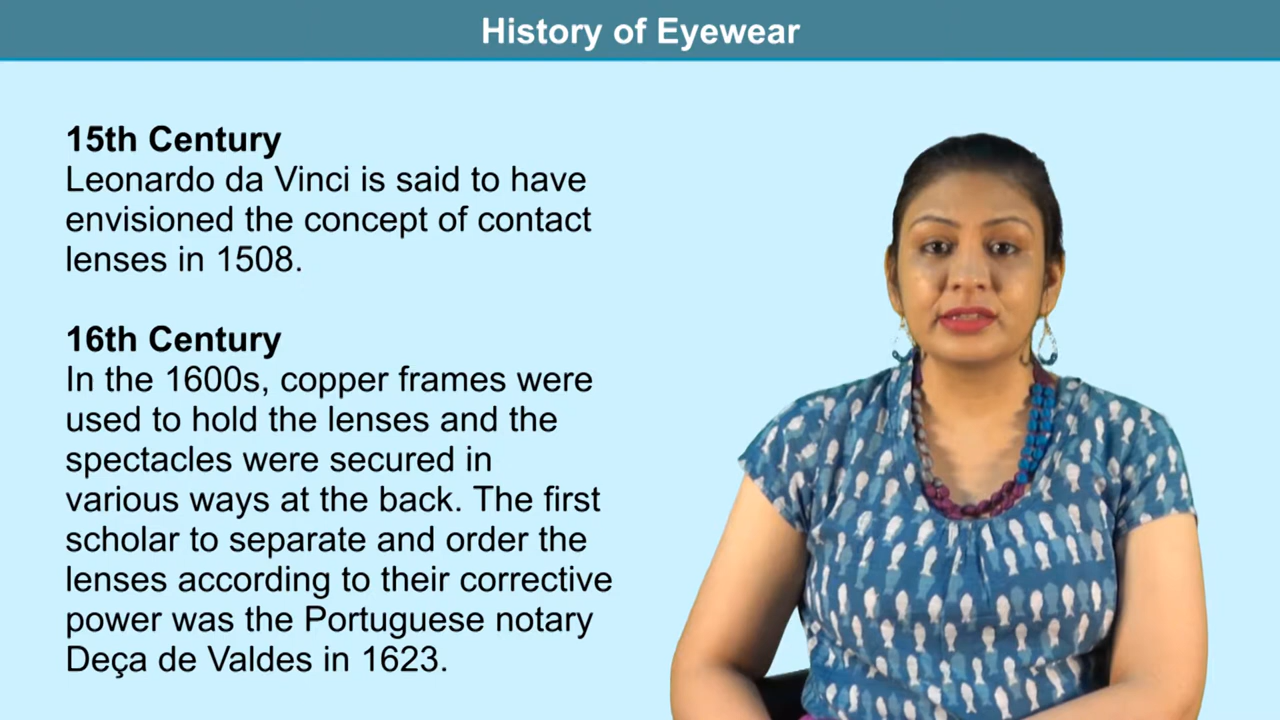 History of Eyewear
15th Century
Leonardo da Vinci is said to have
envisioned the concept of contact
lenses in 1508.
16th Century
In the 1600s, copper frames were
used to hold the lenses and the
spectacles were secured in
various ways at the back. The first
scholar to separate and order the
lenses according to their corrective
power was the Portuguese notary
Deça de Valdes in 1623.